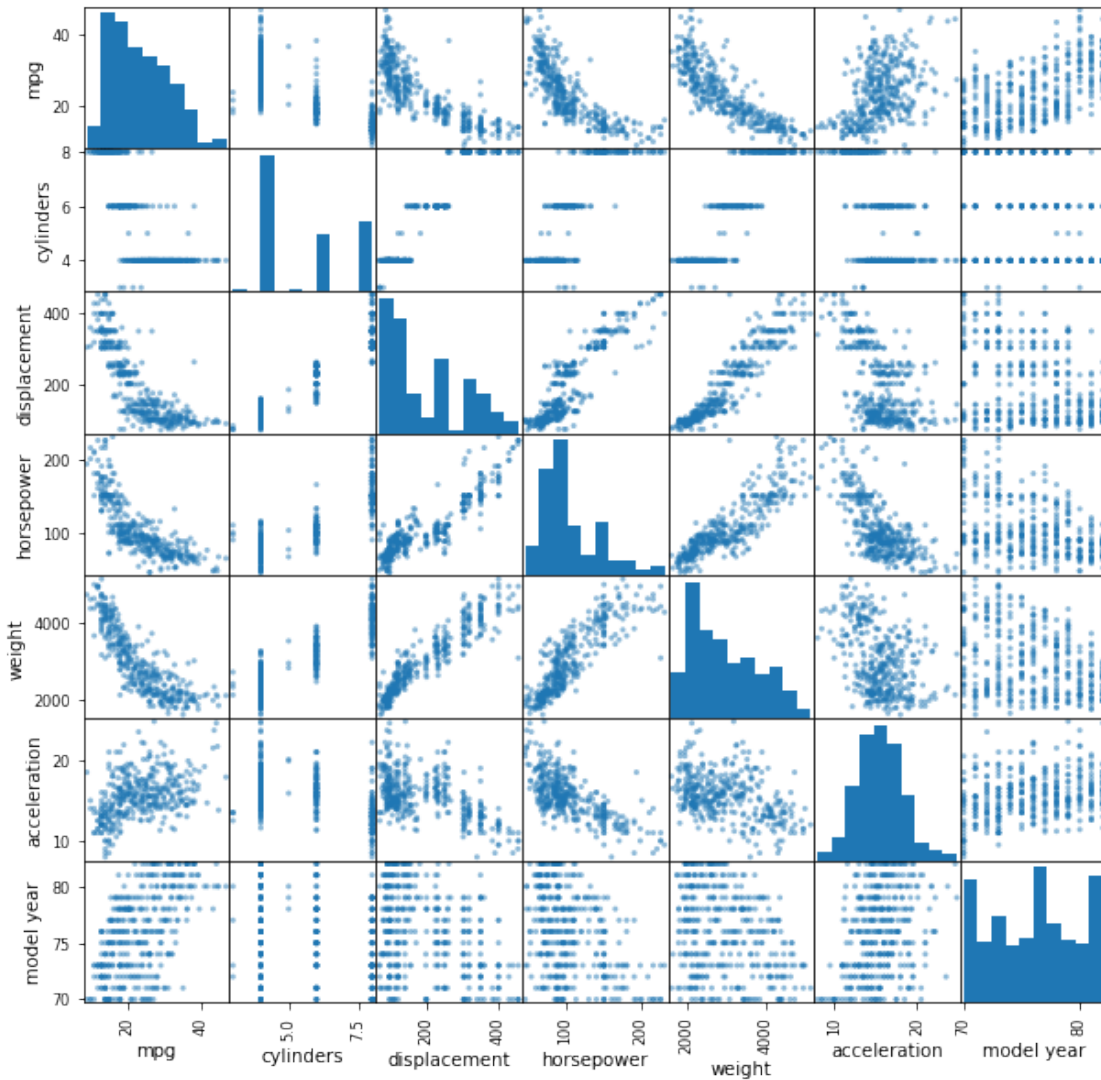 mpg
40
20
cylinders
8
6
4
displacement
400
200
horsepower
200
100
weight
4000
2000
acceleration
20
10
model year
80
75
70
20 40
5.0 7.5
200 400
100 200
2000 4000
10 20
70 80
mpg cylinders displacement horsepower weight acceleration model year